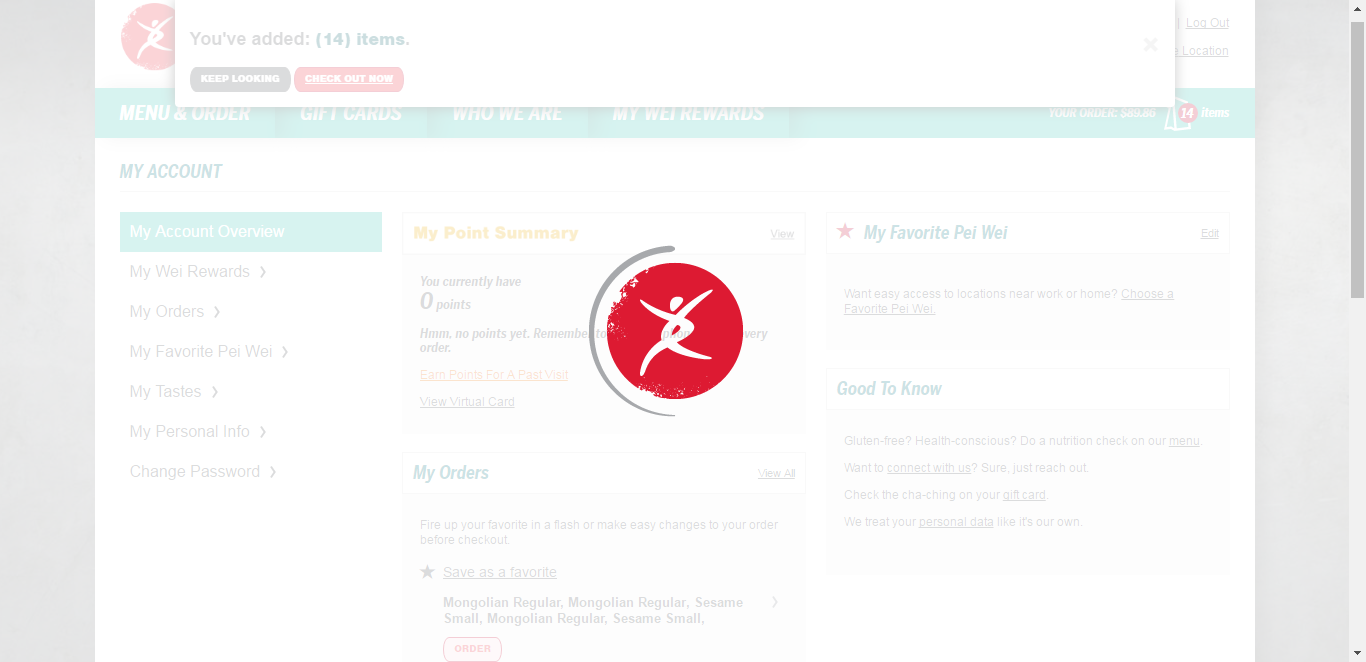 You've added: (14) items.
KEEP LOOKING
CHECK OUT NOW
| Log Out
Location
MENU & ORDER
GIFT CARDS
WHO WE ARE
MY WEI REWARDS
YOUR ORDER: $89.86
14 items
MY ACCOUNT
My Account Overview
My Wei Rewards
My Orders
My Favorite Pei Wei
My Tastes
My Personal Info
Change Password
My Point Summary
View
You currently have
0 points
Hmm, no points yet. Remember to
every
order.
Earn Points For A Past Visit
View Virtual Card
My Orders
View All
Fire up your favorite in a flash or make easy changes to your order
before checkout.
Save as a favorite
Mongolian Regular, Mongolian Regular, Sesame
Small, Mongolian Regular, Sesame Small,
ORDER
My Favorite Pei Wei
Edit
Want easy access to locations near work or home? Choose a
Favorite Pei Wei.
Good To Know
Gluten-free? Health-conscious? Do a nutrition check on our menu.
Want to connect with us? Sure, just reach out.
Check the cha-ching on your gift card.
We treat your personal data like it's our own.